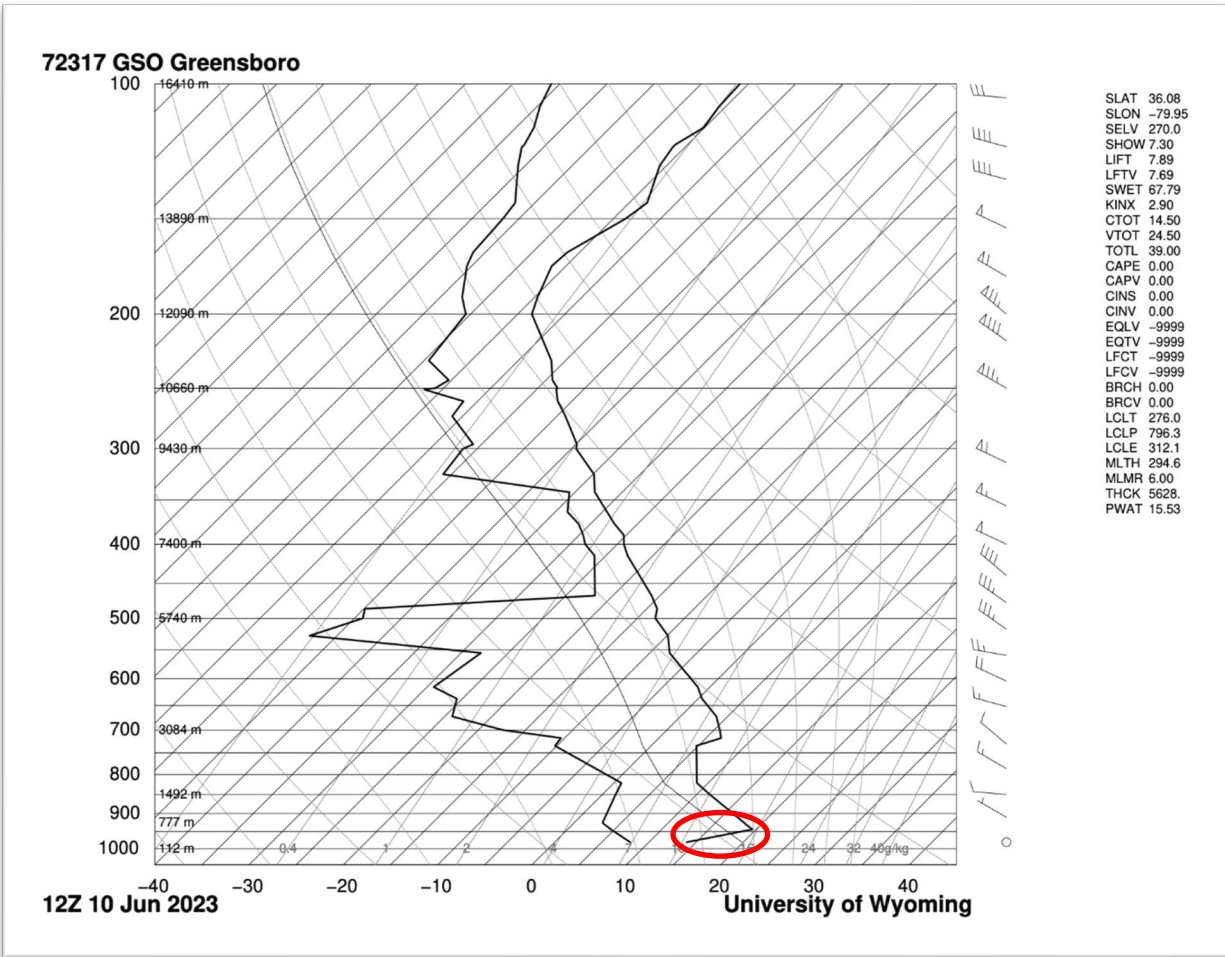 72317 GSO Greensboro
100
16410 m
13890 m
200
12090 m
10660 m
300
9430 m
400
7400 m
500
5740 m
600
700
3084 m
800
1492 m
900
777 m
1000
112 m
0.4 1 2 4 7 10 16 24 32 40g/kg
−40 −30 −20 −10 0 10 20 30 40
12Z 10 Jun 2023
University of Wyoming
SLAT 36.08
SLON −79.95
SELV 270.0
SHOW 7.30
LIFT 7.89
LFTV 7.69
SWET 67.79
KINX 2.90
CTOT 14.50
VTOT 24.50
TOTL 39.00
CAPE 0.00
CAPV 0.00
CINS 0.00
CINV 0.00
EQLV −9999
EQTV −9999
LFCT −9999
LFCV −9999
BRCH 0.00
BRCV 0.00
LCLT 276.0
LCLP 796.3
LCLE 312.1
MLTH 294.6
MLMR 6.00
THCK 5628.
PWAT 15.53